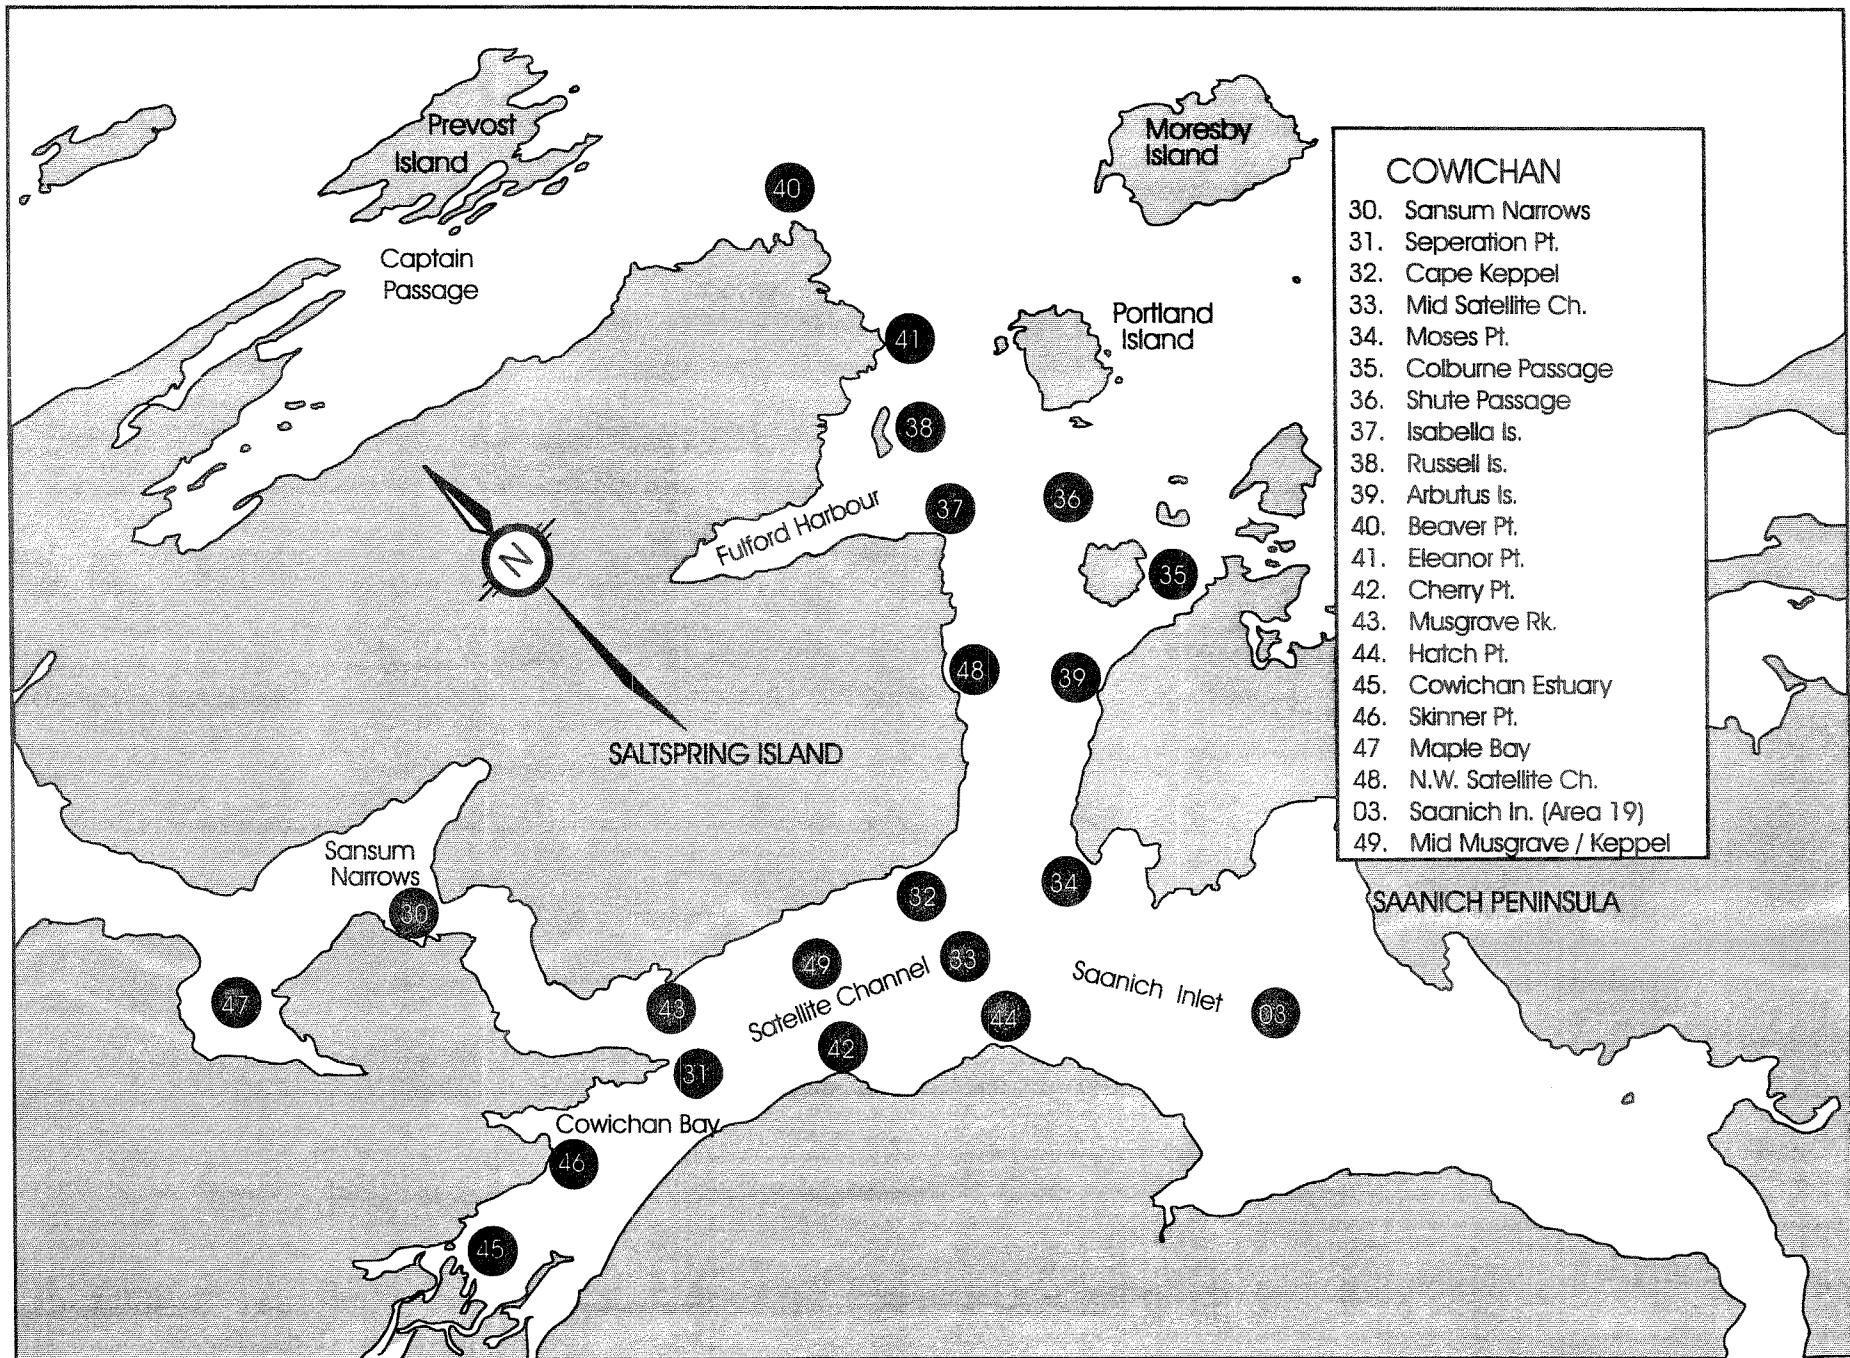 Prevost
Island
Moresby
Island
40
Captain
Passage
Portland
Island
41
38
37
36
Fulford Harbour
35
N
48
39
SALTSPRING ISLAND
Sansum
Narrows
30
32
34
49
33
Satellite Channel
Saanich Inlet
03
47
43
44
42
31
Cowichan Bay
46
45
SAANICH PENINSULA
COWICHAN
30. Sansum Narrows
31. Seperation Pt.
32. Cape Keppel
33. Mid Satellite Ch.
34. Moses Pt.
35. Colburne Passage
36. Shute Passage
37. Isabella Is.
38. Russell Is.
39. Arbutus Is.
40. Beaver Pt.
41. Eleanor Pt.
42. Cherry Pt.
43. Musgrave Rk.
44. Hatch Pt.
45. Cowichan Estuary
46. Skinner Pt.
47 Maple Bay
48. N.W. Satellite Ch.
03. Saanich In. (Area 19)
49. Mid Musgrave / Keppel